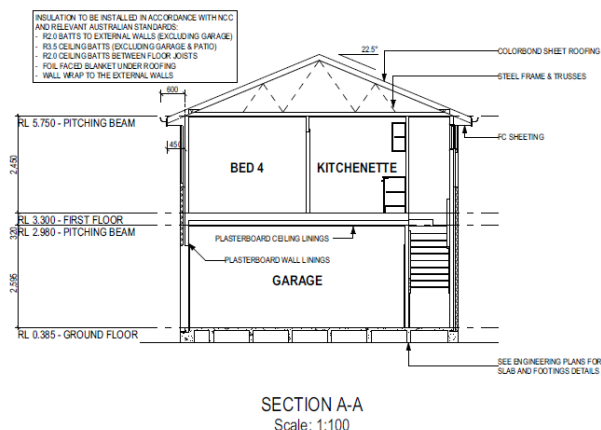 INSULATION TO BE INSTALLED IN ACCORDANCE WITH NCC
AND RELEVANT AUSTRALIAN STANDARDS:
- R2.0 BATTS TO EXTERNAL WALLS (EXCLUDING GARAGE)
- R3.5 CEILING BATTS (EXCLUDING GARAGE & PATIO)
- R2.0 CEILING BATTS BETWEEN FLOOR JOISTS
- FOIL FACED BLANKET UNDER ROOFING
- WALL WRAP TO THE EXTERNAL WALLS
22.5°
COLORBOND SHEET ROOFING
STEEL FRAME & TRUSSES
600
RL 5.750 - PITCHING BEAM
FC SHEETING
450
2,450
BED 4
KITCHENETTE
RL 3.300 - FIRST FLOOR
320
RL 2.980 - PITCHING BEAM
PLASTERBOARD CEILING LININGS
PLASTERBOARD WALL LININGS
GARAGE
2,595
RL 0.385 - GROUND FLOOR
SEE ENGINEERING PLANS FOR
SLAB AND FOOTINGS DETAILS
SECTION A-A
Scale: 1:100